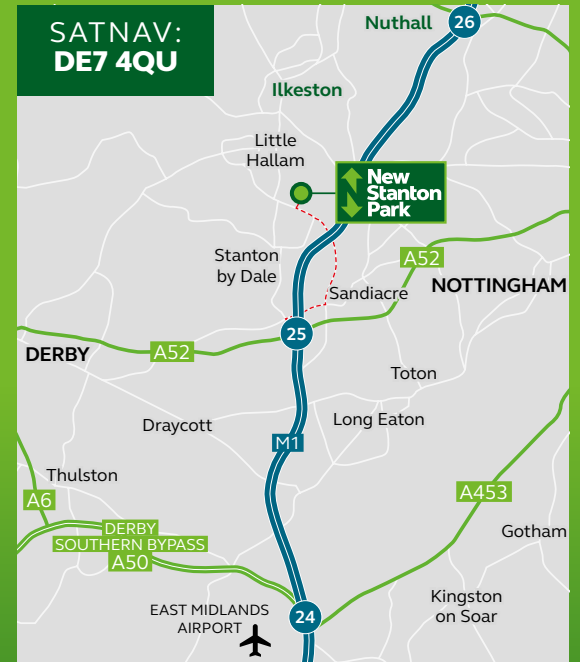 SATNAV:
DE7 4QU
Nuthall
26
Ilkeston
Little
Hallam
New
Stanton
Park
Stanton
by Dale
A52
Sandiacre
NOTTINGHAM
25
DERBY
A52
Toton
Draycott
Long Eaton
M1
Thulston
A6
A453
DERBY
SOUTHERN BYPASS
A50
Gotham
Kingston
on Soar
EAST MIDLANDS
AIRPORT
24